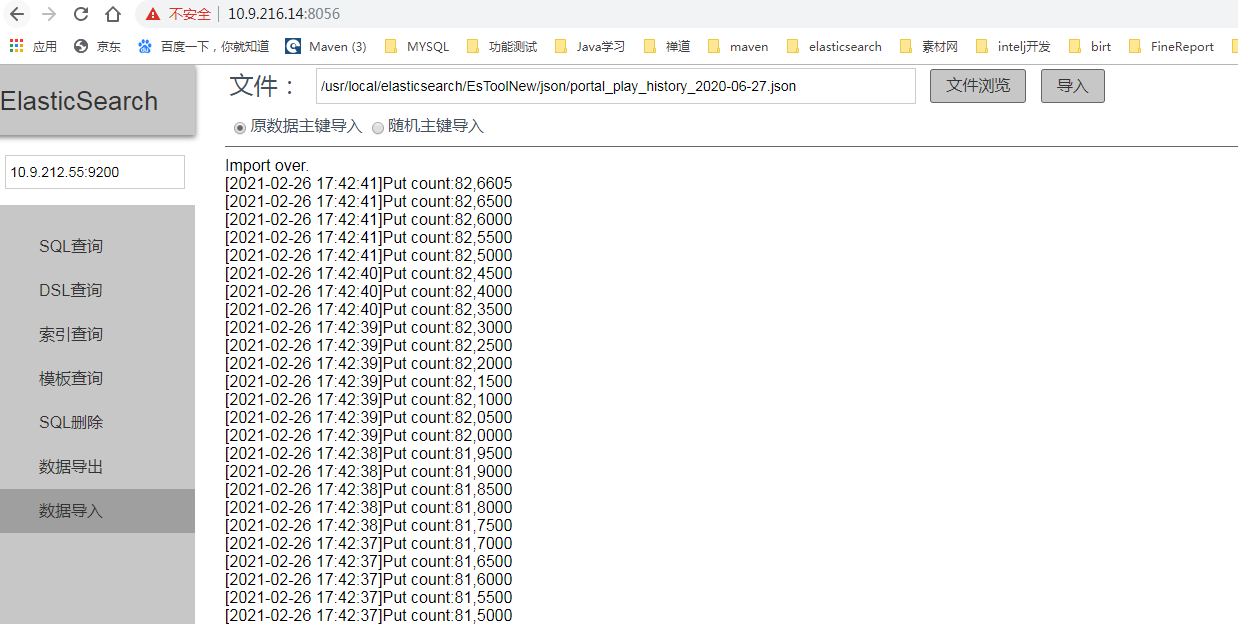 不安全 | 10.9.216.14:8056
应用 京东 百度一下，你就知道 Maven (3) MYSQL 功能测试 Java学习 禅道 maven elasticsearch 素材网 intelj开发 birt FineReport
ElasticSearch
10.9.212.55:9200
SQL查询
DSL查询
索引查询
模板查询
SQL删除
数据导出
数据导入
文件： /usr/local/elasticsearch/EsToolNew/json/portal_play_history_2020-06-27.json 文件浏览 导入
原数据主键导入 随机主键导入
Import over.
[2021-02-26 17:42:41]Put count:82,6605
[2021-02-26 17:42:41]Put count:82,6500
[2021-02-26 17:42:41]Put count:82,6000
[2021-02-26 17:42:41]Put count:82,5500
[2021-02-26 17:42:41]Put count:82,5000
[2021-02-26 17:42:40]Put count:82,4500
[2021-02-26 17:42:40]Put count:82,4000
[2021-02-26 17:42:40]Put count:82,3500
[2021-02-26 17:42:39]Put count:82,3000
[2021-02-26 17:42:39]Put count:82,2500
[2021-02-26 17:42:39]Put count:82,2000
[2021-02-26 17:42:39]Put count:82,1500
[2021-02-26 17:42:39]Put count:82,1000
[2021-02-26 17:42:39]Put count:82,0500
[2021-02-26 17:42:39]Put count:82,0000
[2021-02-26 17:42:38]Put count:81,9500
[2021-02-26 17:42:38]Put count:81,9000
[2021-02-26 17:42:38]Put count:81,8500
[2021-02-26 17:42:38]Put count:81,8000
[2021-02-26 17:42:38]Put count:81,7500
[2021-02-26 17:42:37]Put count:81,7000
[2021-02-26 17:42:37]Put count:81,6500
[2021-02-26 17:42:37]Put count:81,6000
[2021-02-26 17:42:37]Put count:81,5500
[2021-02-26 17:42:37]Put count:81,5000